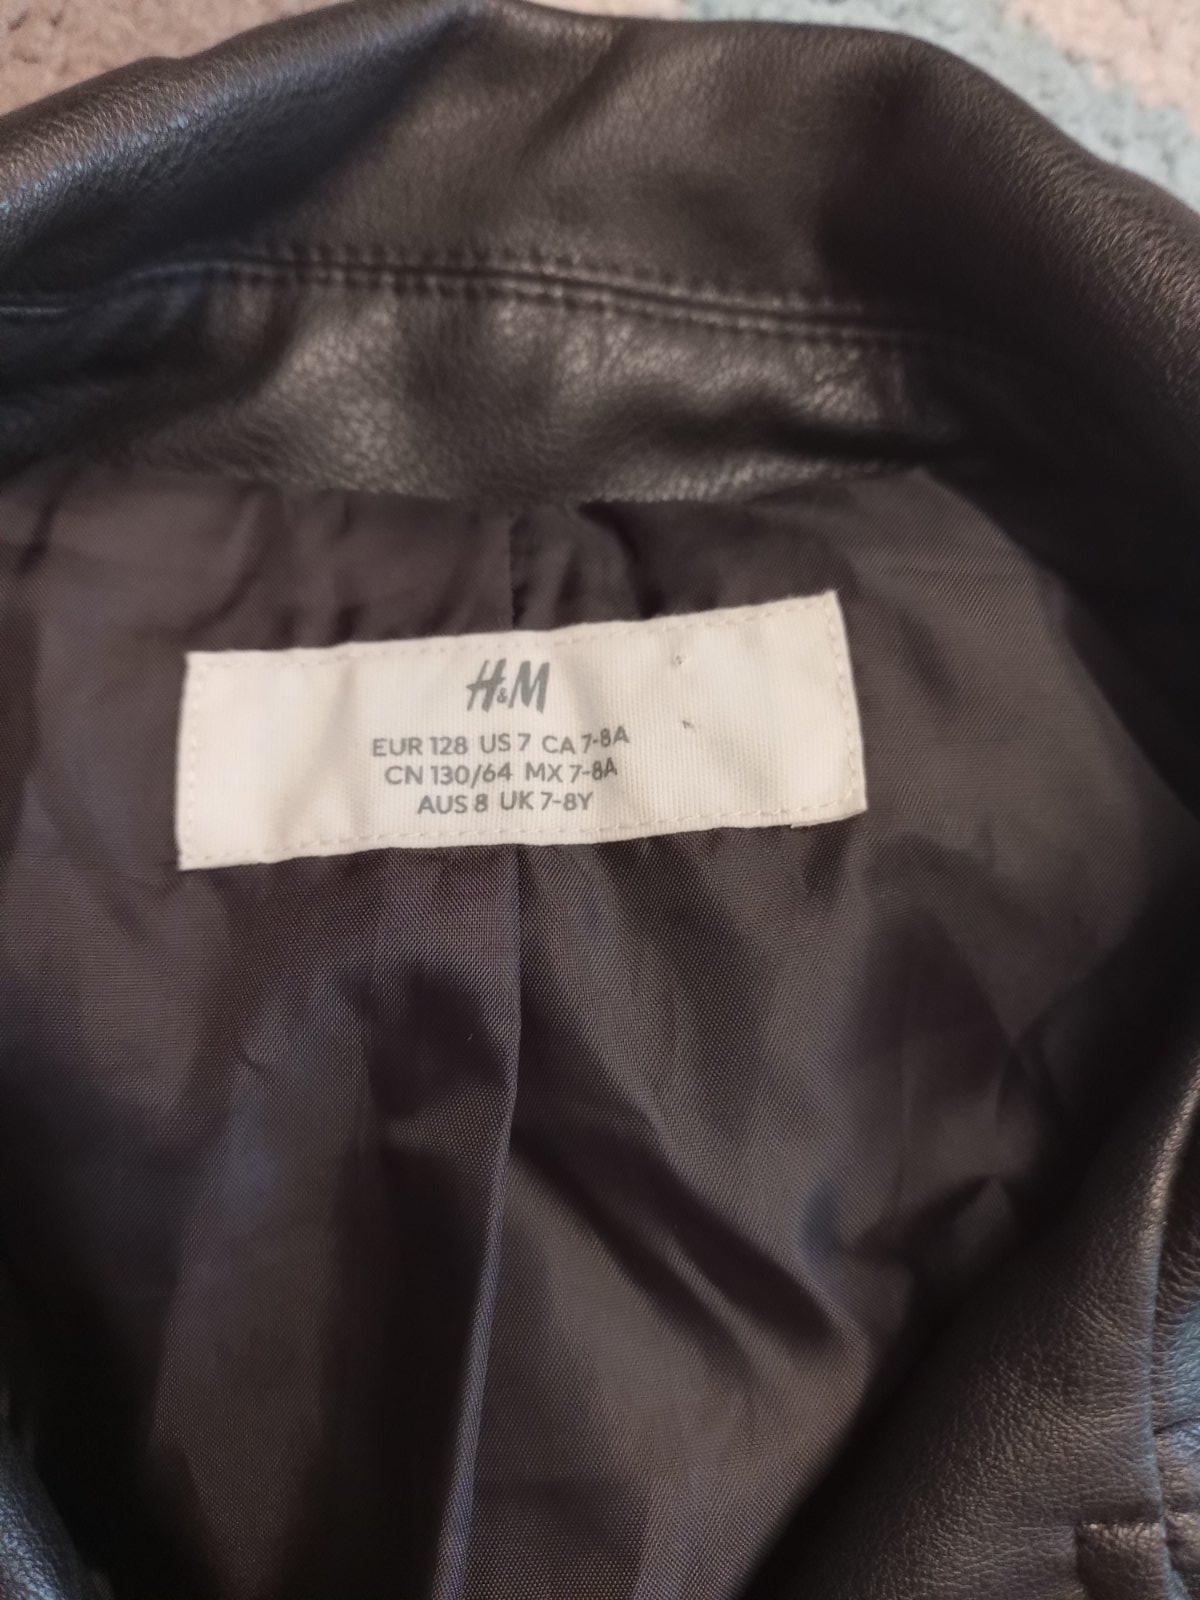 H&M
EUR 128 US 7 CA 7-8A
CN 130/64 MX 7-8A
AUS 8 UK 7-8Y